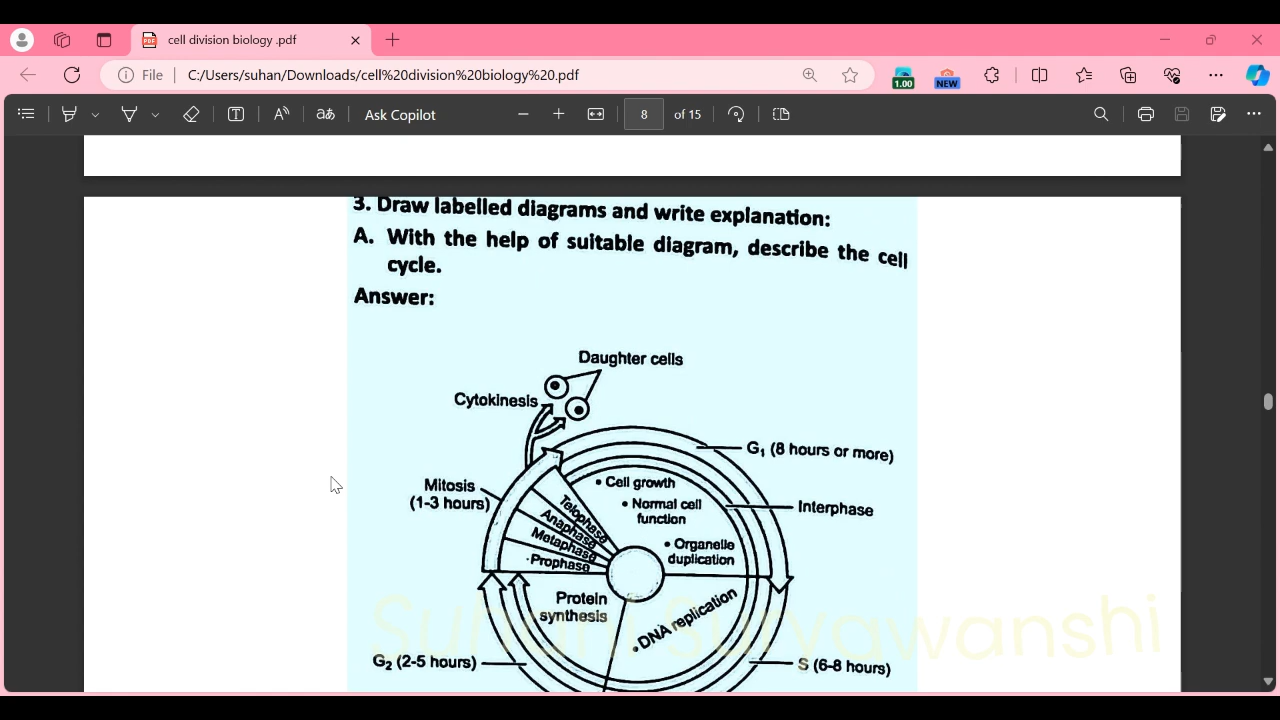 cell division biology .pdf
File
C:/Users/suhan/Downloads/cell%20division%20biology%20.pdf
1.00
NEW
aあ
Ask Copilot
8
of 15
3. Draw labelled diagrams and write explanation:
A. With the help of suitable diagram, describe the cell
cycle.
Answer:
Daughter cells
Cytokinesis
G₁ (8 hours or more)
Mitosis
(1-3 hours)
• Cell growth
• Normal cell
function
Interphase
Telophase
Anaphase
Metaphase
Prophase
• Organelle
duplication
Protein
synthesis
• DNA replication
Suhani Suryawanshi
G₂ (2-5 hours)
S (6-8 hours)